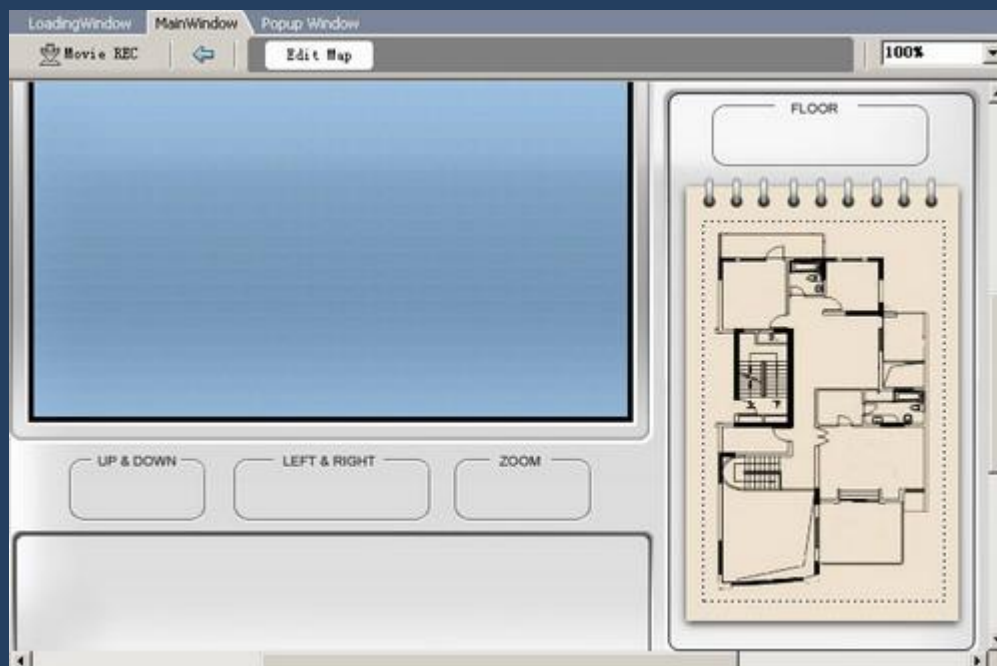 LoadingWindow MainWindow Popup Window
Movie REC Edit Map 100%
FLOOR
UP & DOWN LEFT & RIGHT ZOOM